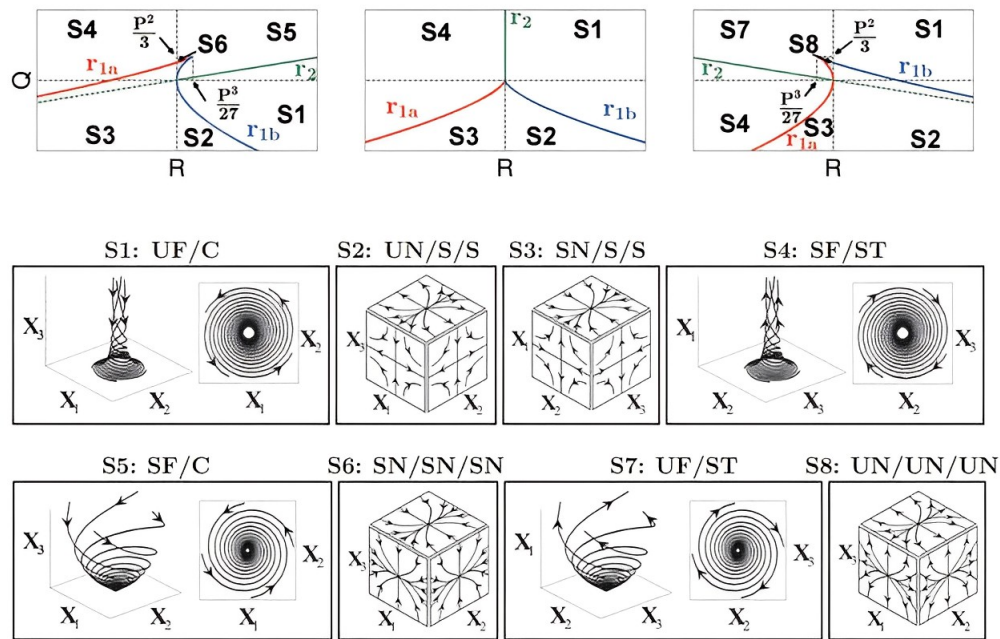 S4
P²/3
S6
S5
Q
r1a
r2
P³/27
S1
S3
S2
r1b
R
S4
r2
S1
r1a
S3
S2
r1b
R
S7
S8
P²/3
S1
r2
r1b
P³/27
S4
S3
r1a
S2
R
S1: UF/C
S2: UN/S/S
S3: SN/S/S
S4: SF/ST
X3
X1
X2
X2
X1
X3
X1
X2
X1
X2
X3
X1
X2
X3
X3
X2
S5: SF/C
S6: SN/SN/SN
S7: UF/ST
S8: UN/UN/UN
X3
X1
X2
X2
X1
X3
X1
X2
X1
X2
X3
X3
X2
X3
X1
X2